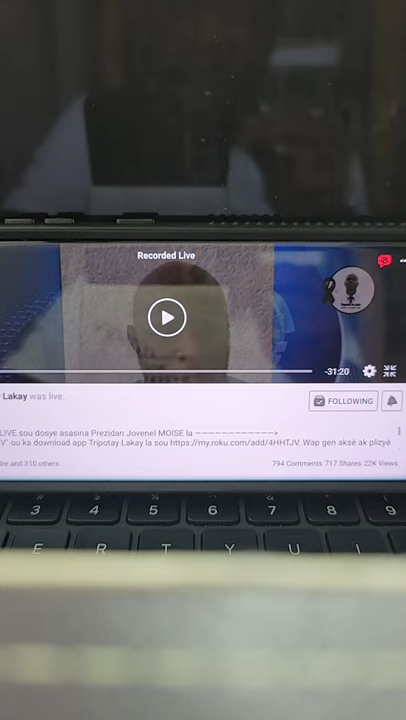 Recorded Live
-31:20
Lakay was live.
FOLLOWING
LIVE sou dosye asasina Prezidan Jovenel MOISE la ——————————>
V" ou ka download app Tripotay Lakay la sou https://my.roku.com/add/4HHTJV. Wap gen aksè ak plizyè
dre and 310 others
794 Comments 717 Shares 22K Views
3 4 5 6 7 8 9
E R T Y U I